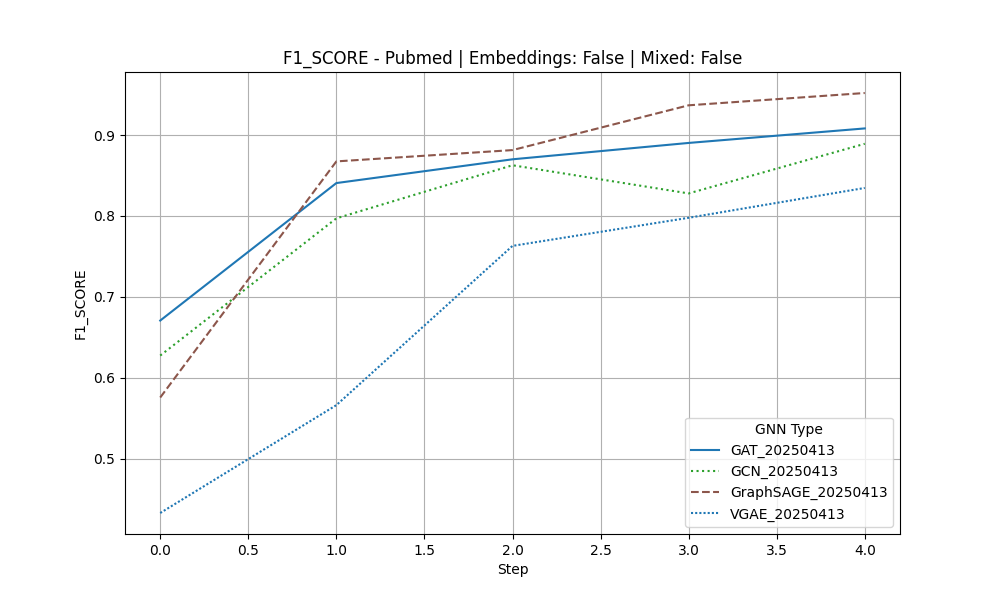 F1_SCORE - Pubmed | Embeddings: False | Mixed: False
F1_SCORE
0.9
0.8
0.7
0.6
0.5
GNN Type
GAT_20250413
GCN_20250413
GraphSAGE_20250413
VGAE_20250413
0.0 0.5 1.0 1.5 2.0 2.5 3.0 3.5 4.0
Step